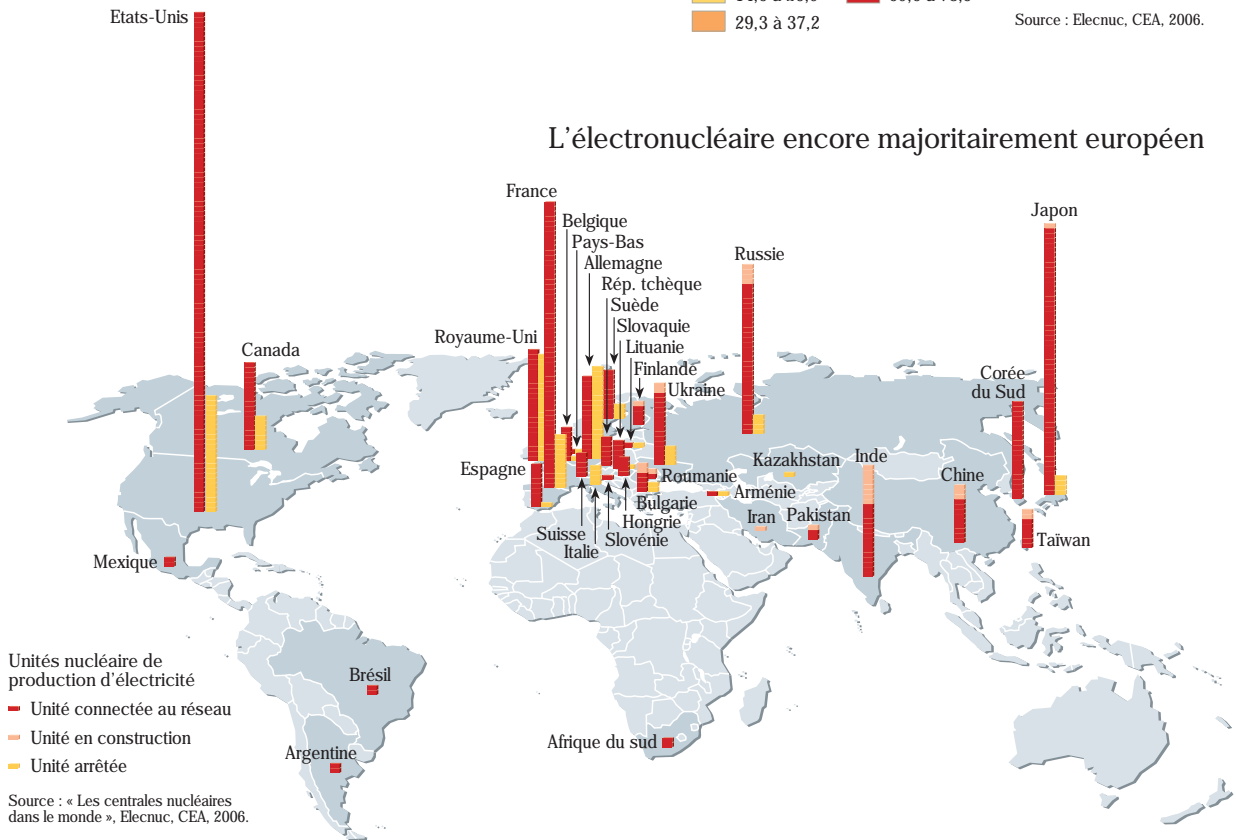 29,3 à 37,2
Source : Elecnuc, CEA, 2006.
L'électronucléaire encore majoritairement européen
Etats-Unis
France
Belgique
Pays-Bas
Allemagne
Rép. tchèque
Suède
Slovaquie
Lituanie
Finlande
Ukraine
Russie
Japon
Royaume-Uni
Canada
Corée
du Sud
Espagne
Kazakhstan
Inde
Chine
Roumanie
Arménie
Bulgarie
Iran
Pakistan
Hongrie
Suisse
Slovénie
Italie
Taïwan
Mexique
Unités nucléaire de
production d'électricité
Unité connectée au réseau
Unité en construction
Unité arrêtée
Brésil
Argentine
Afrique du sud
Source : « Les centrales nucléaires
dans le monde », Elecnuc, CEA, 2006.